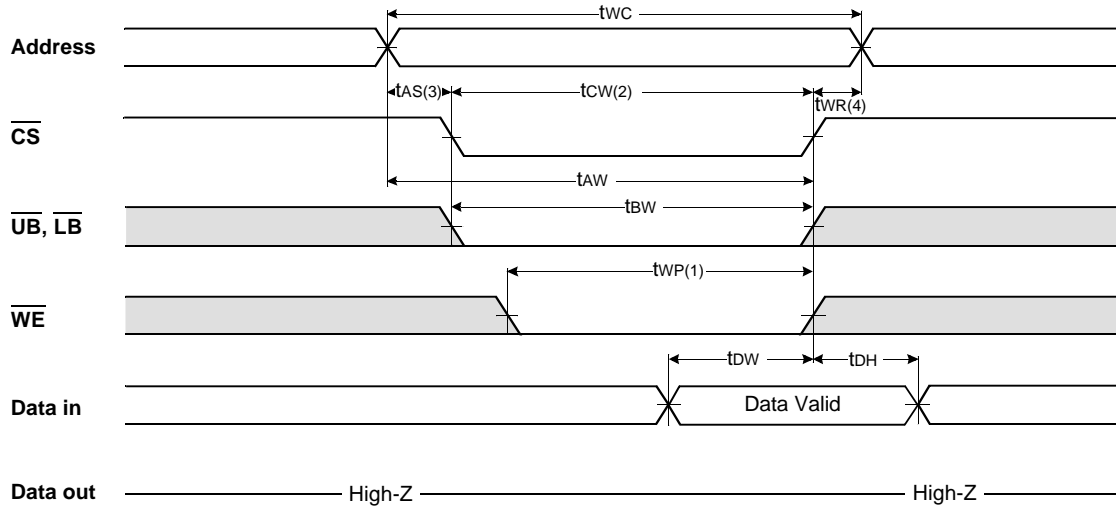 tWC
Address
tAS(3) tCW(2) tWR(4)
CS
tAW
tBW
UB, LB
tWP(1)
WE
tDW tDH
Data in Data Valid
Data out High-Z High-Z